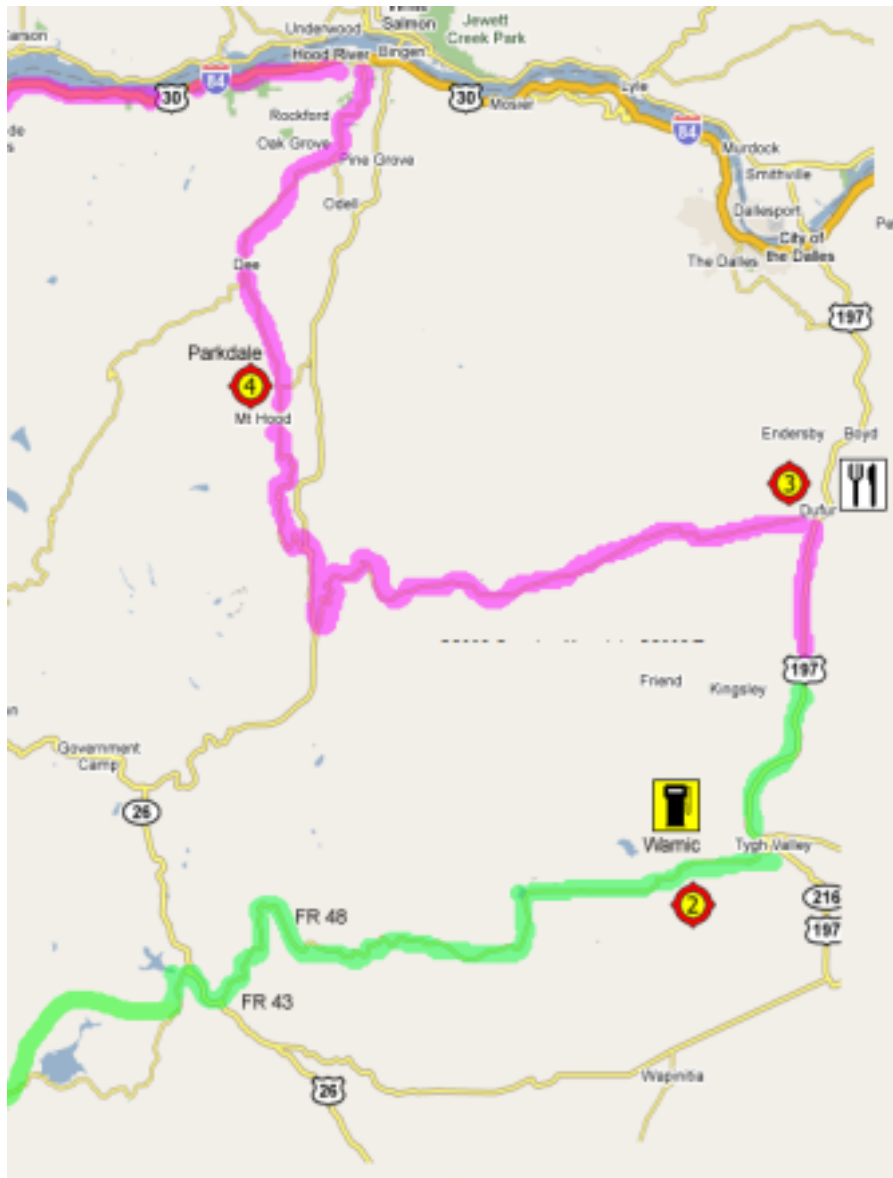 Salmon
Jewett
Creek Park
Underwood
Carson
Hood River
Bingen
84
30
30
Lyle
Mosier
Rockford
84
Oak Grove
Murdock
Pine Grove
Smithville
Odell
Dallesport
City of
the Dalles
The Dalles
Dee
197
Parkdale
4
Mt Hood
Endersby
Boyd
3
Dufur
197
Friend
Kingsley
Government
Camp
26
Wamic
Tygh Valley
2
216
197
FR 48
FR 43
26
Wapinitia